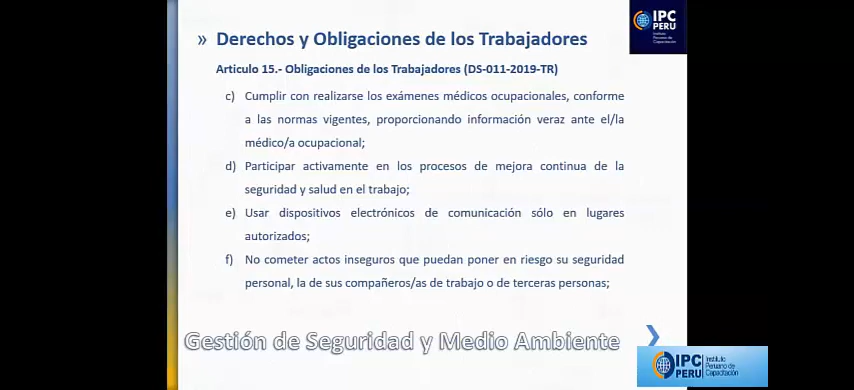 » Derechos y Obligaciones de los Trabajadores
IPC
PERU
Instituto
Peruano de
Capacitación
Articulo 15.- Obligaciones de los Trabajadores (DS-011-2019-TR)
c) Cumplir con realizarse los exámenes médicos ocupacionales, conforme
a las normas vigentes, proporcionando información veraz ante el/la
médico/a ocupacional;
d) Participar activamente en los procesos de mejora continua de la
seguridad y salud en el trabajo;
e) Usar dispositivos electrónicos de comunicación sólo en lugares
autorizados;
f) No cometer actos inseguros que puedan poner en riesgo su seguridad
personal, la de sus compañeros/as de trabajo o de terceras personas;
Gestión de Seguridad y Medio Ambiente
IPC
PERU
Instituto
Peruano de
Capacitación